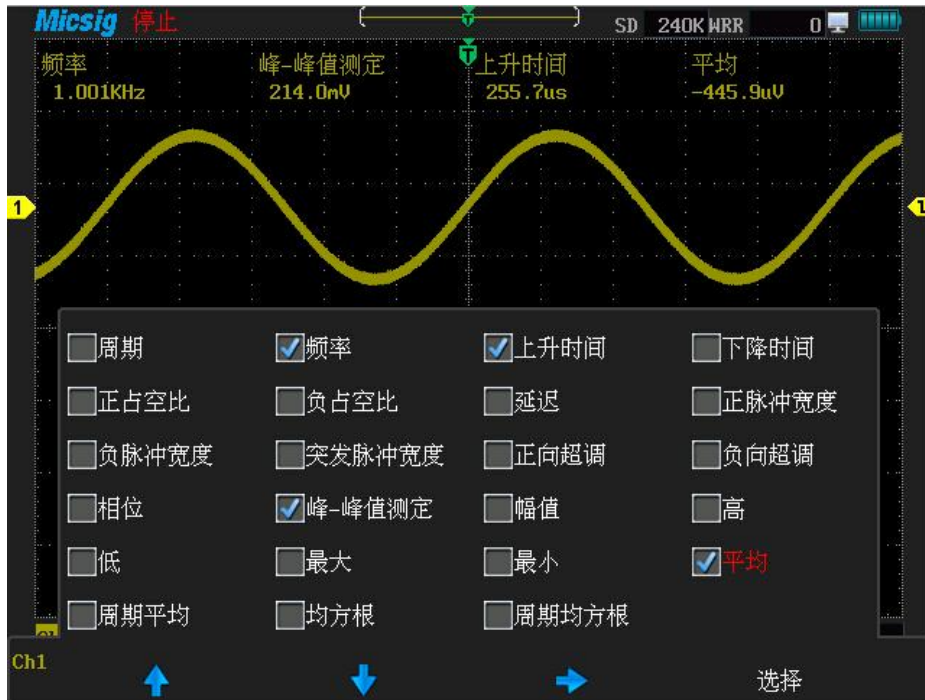 Micsig 停止 T SD 240K WRR 0
T
频率 峰-峰值测定 上升时间 平均
1.001KHz 214.0mV 255.7us -445.9uV
1 1
周期 频率 上升时间 下降时间
正占空比 负占空比 延迟 正脉冲宽度
负脉冲宽度 突发脉冲宽度 正向超调 负向超调
相位 峰-峰值测定 幅值 高
低 最大 最小 平均
周期平均 均方根 周期均方根
Ch1
选择